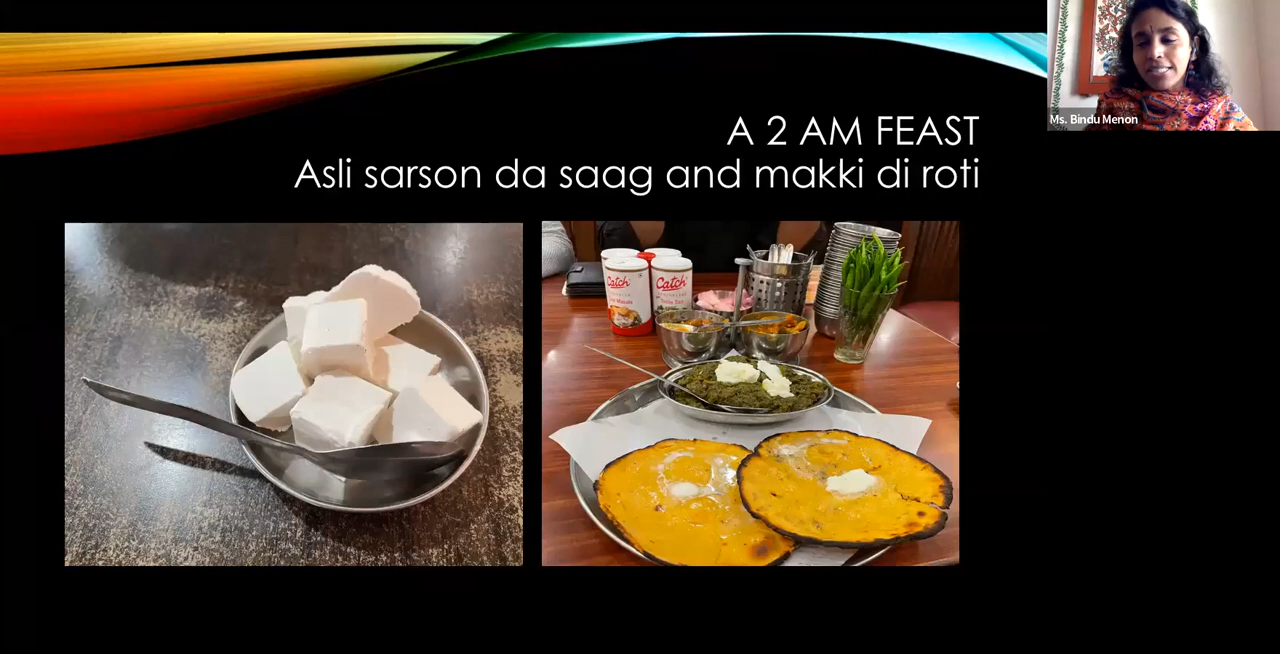 A 2 AM FEAST
Asli sarson da saag and makki di roti
Ms. Bindu Menon
Catch
Catch